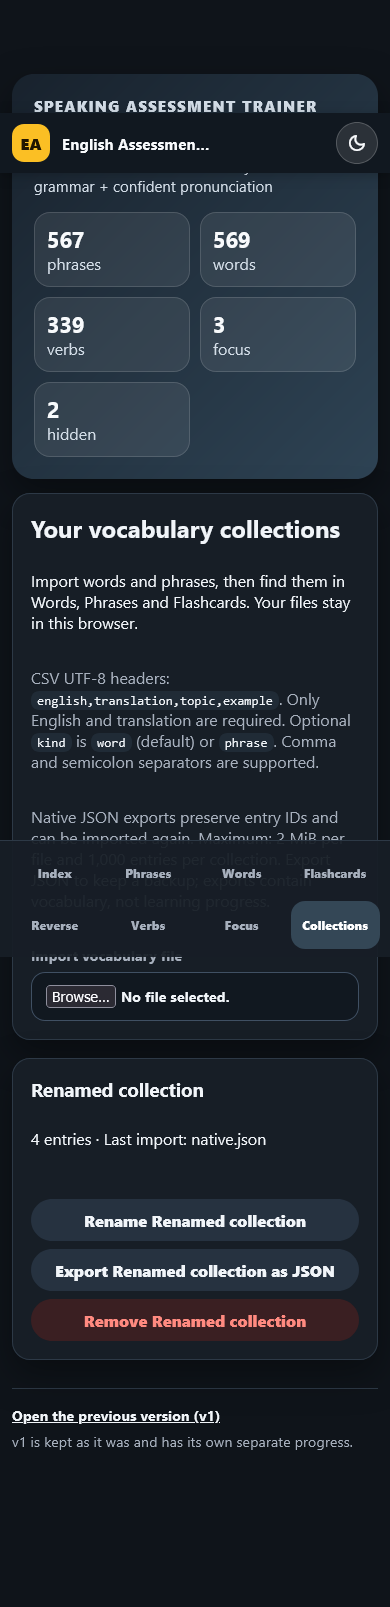 SPEAKING ASSESSMENT TRAINER
EA English Assessmen...
grammar + confident pronunciation
567
phrases
569
words
339
verbs
3
focus
2
hidden
Your vocabulary collections
Import words and phrases, then find them in
Words, Phrases and Flashcards. Your files stay
in this browser.
CSV UTF-8 headers:
english,translation,topic,example. Only
English and translation are required. Optional
kind is word (default) or phrase. Comma
and semicolon separators are supported.
Native JSON exports preserve entry IDs and
can be imported again. Maximum: 2 MiB per
file and 1,000 entries per collection. Export
JSON to keep a backup; exports contain
vocabulary, not learning progress.
Index Phrases Words Flashcards
Reverse Verbs Focus Collections
Import vocabulary file
Browse... No file selected.
Renamed collection
4 entries · Last import: native.json
Rename Renamed collection
Export Renamed collection as JSON
Remove Renamed collection
Open the previous version (v1)
v1 is kept as it was and has its own separate progress.